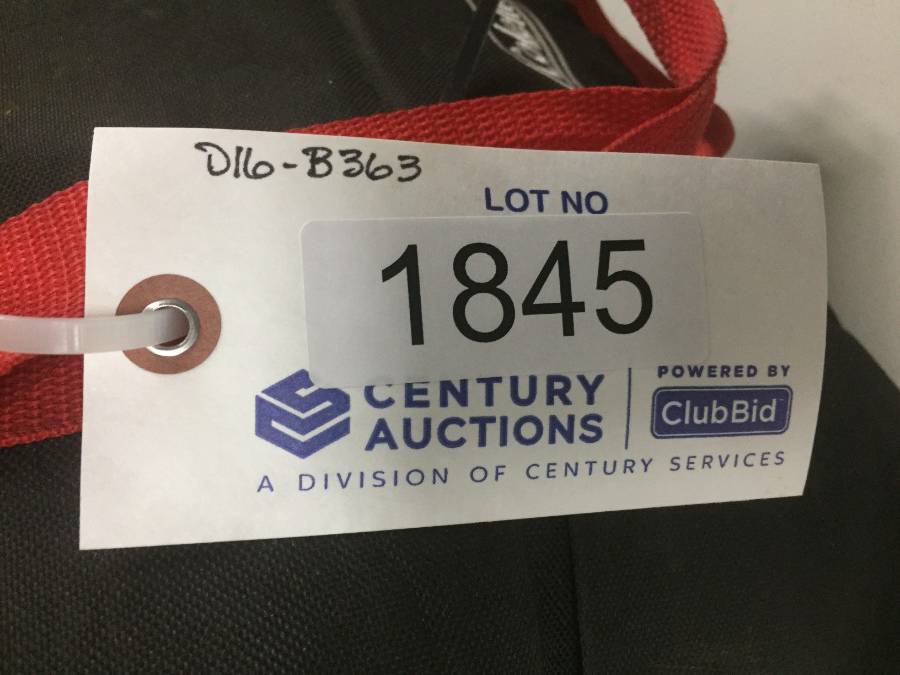 D16-B363
LOT NO
1845
CENTURY
AUCTIONS
POWERED BY
ClubBid
A DIVISION OF CENTURY SERVICES